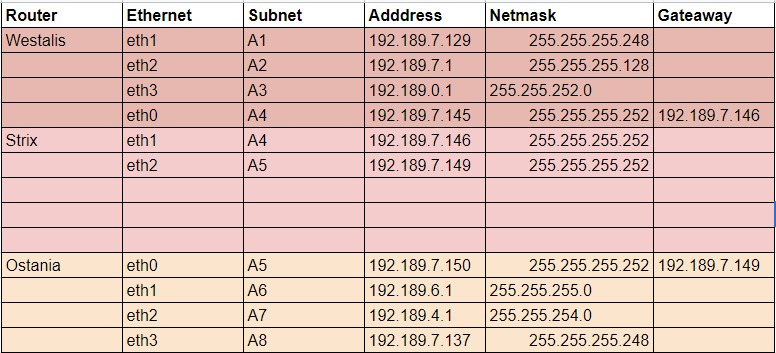 Router Ethernet Subnet Adddress Netmask Gateaway
Westalis eth1 A1 192.189.7.129 255.255.255.248
eth2 A2 192.189.7.1 255.255.255.128
eth3 A3 192.189.0.1 255.255.252.0
eth0 A4 192.189.7.145 255.255.255.252 192.189.7.146
Strix eth1 A4 192.189.7.146 255.255.255.252
eth2 A5 192.189.7.149 255.255.255.252
Ostania eth0 A5 192.189.7.150 255.255.255.252 192.189.7.149
eth1 A6 192.189.6.1 255.255.255.0
eth2 A7 192.189.4.1 255.255.254.0
eth3 A8 192.189.7.137 255.255.255.248